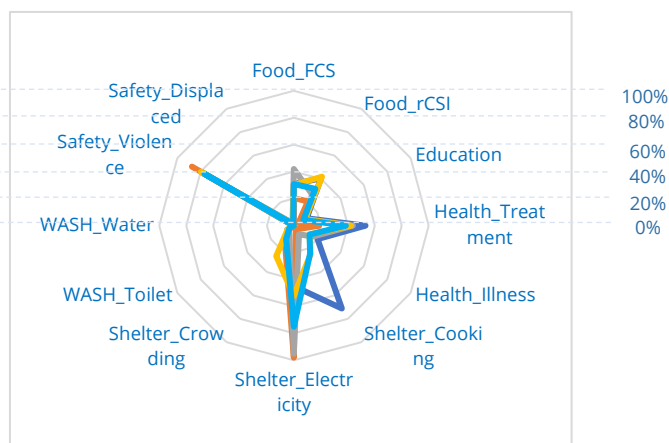 Food_FCS
Food_rCSI
Education
Health_Treat
ment
Health_Illness
Shelter_Cooki
ng
Shelter_Electr
icity
Shelter_Crow
ding
WASH_Toilet
WASH_Water
Safety_Violen
ce
Safety_Displa
ced
100%
80%
60%
40%
20%
0%